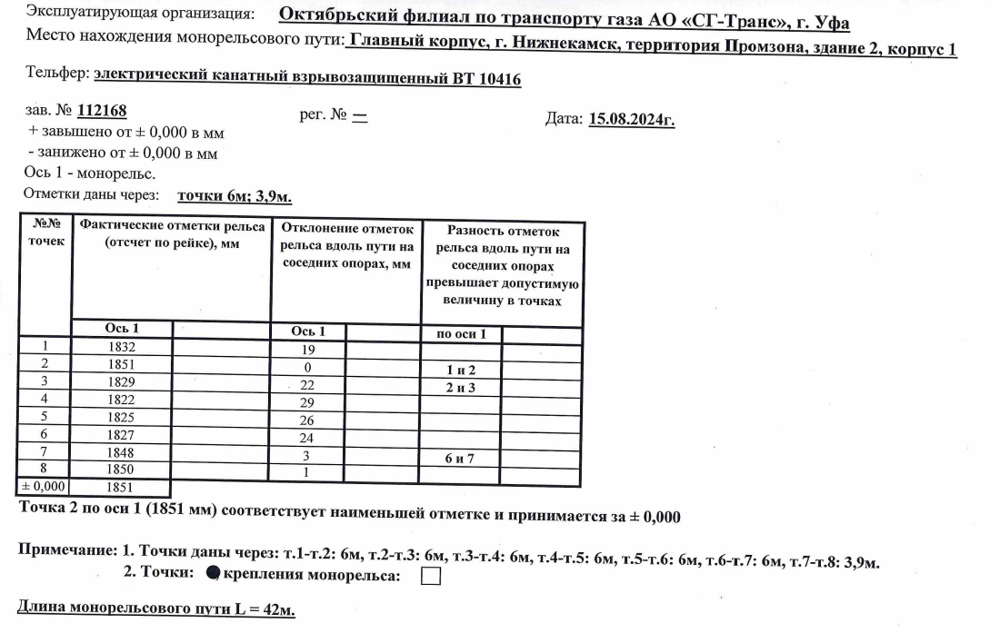 Эксплуатирующая организация: Октябрьский филиал по транспорту газа АО «СГ-Транс», г. Уфа
Место нахождения монорельсового пути: Главный корпус, г. Нижнекамск, территория Промзона, здание 2, корпус 1
Тельфер: электрический канатный взрывозащищенный ВТ 10416
зав. № 112168 рег. № — Дата: 15.08.2024г.
+ завышено от ± 0,000 в мм
- занижено от ± 0,000 в мм
Ось 1 - монорельс.
Отметки даны через: точки 6м; 3,9м.
№№ точек | Фактические отметки рельса (отсчет по рейке), мм | Отклонение отметок рельса вдоль пути на соседних опорах, мм | Разность отметок рельса вдоль пути на соседних опорах превышает допустимую величину в точках
Ось 1 | Ось 1 | по оси 1
1 1832 19
2 1851 0 1 и 2
3 1829 22 2 и 3
4 1822 29
5 1825 26
6 1827 24
7 1848 3 6 и 7
8 1850 1
± 0,000 1851
Точка 2 по оси 1 (1851 мм) соответствует наименьшей отметке и принимается за ± 0,000
Примечание: 1. Точки даны через: т.1-т.2: 6м, т.2-т.3: 6м, т.3-т.4: 6м, т.4-т.5: 6м, т.5-т.6: 6м, т.6-т.7: 6м, т.7-т.8: 3,9м.
2. Точки: крепления монорельса:
Длина монорельсового пути L = 42м.